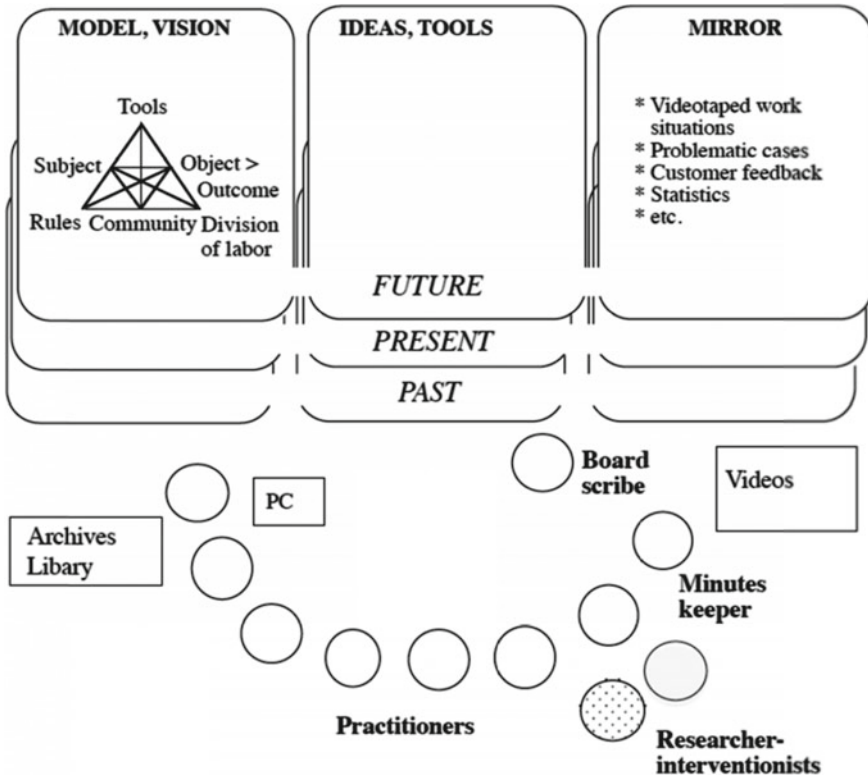 MODEL, VISION
IDEAS, TOOLS
MIRROR
Tools
Subject
Object >
Outcome
Rules Community Division
of labor
* Videotaped work
situations
* Problematic cases
* Customer feedback
* Statistics
* etc.
FUTURE
PRESENT
PAST
Board
scribe
Videos
PC
Archives
Libary
Minutes
keeper
Practitioners
Researcher-
interventionists